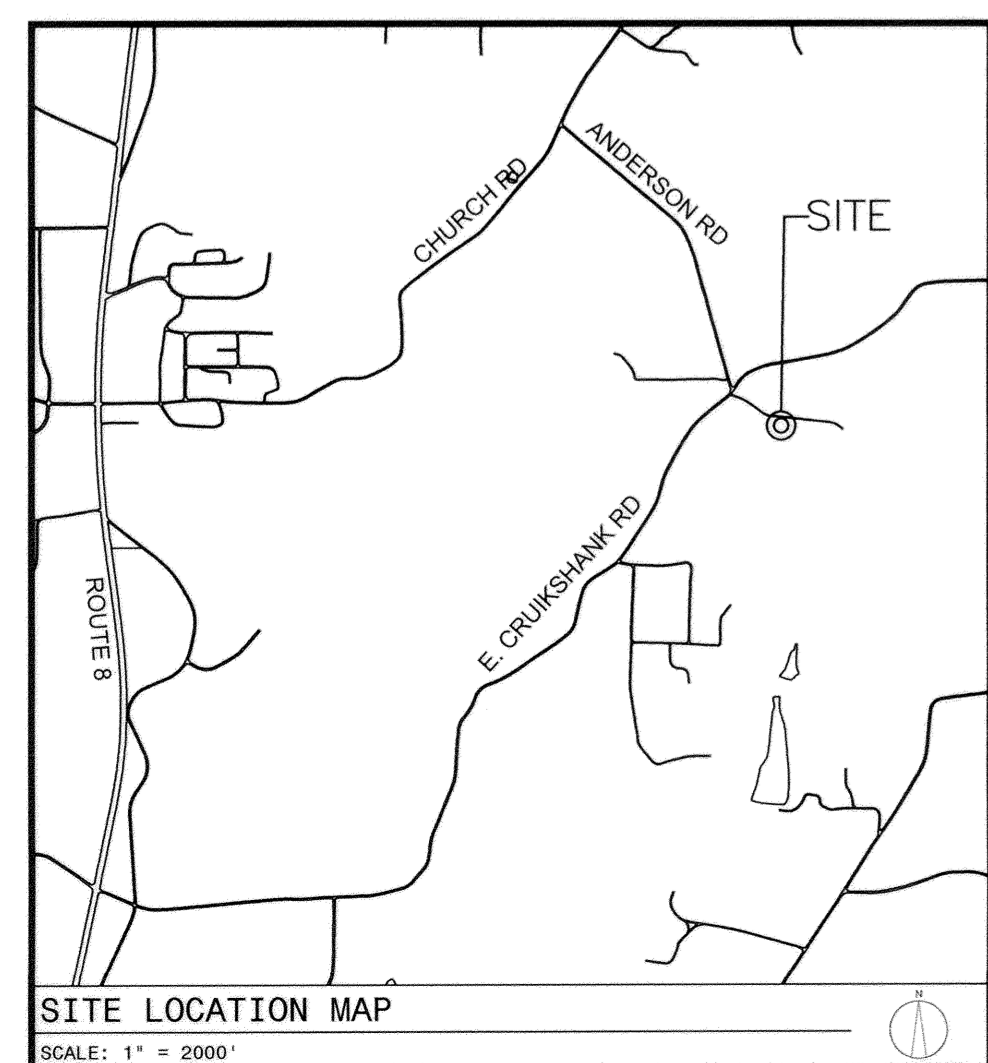 CHURCH RD
ANDERSON RD
SITE
E. CRUIKSHANK RD
ROUTE 8
SITE LOCATION MAP
N
SCALE: 1" = 2000'